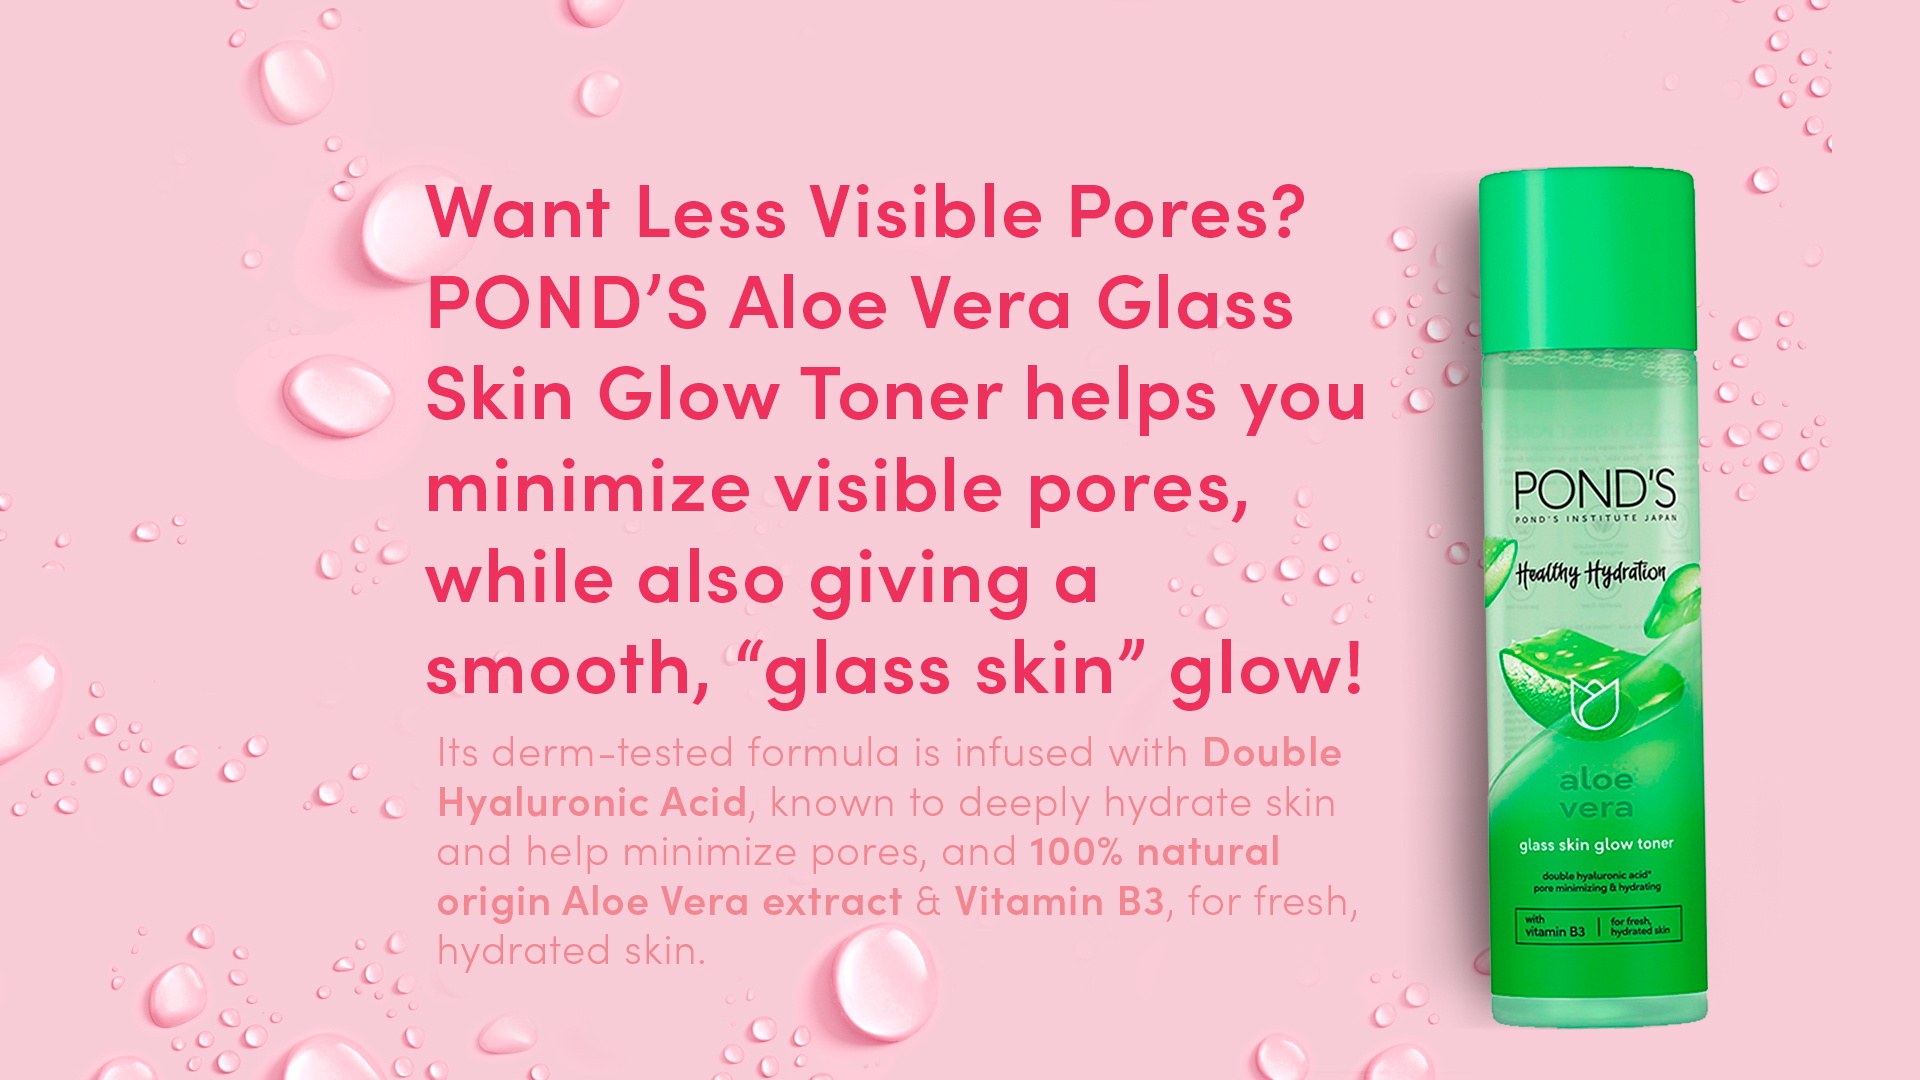 Want Less Visible Pores?
POND’S Aloe Vera Glass
Skin Glow Toner helps you
minimize visible pores,
while also giving a
smooth, “glass skin” glow!
Its derm-tested formula is infused with Double
Hyaluronic Acid, known to deeply hydrate skin
and help minimize pores, and 100% natural
origin Aloe Vera extract & Vitamin B3, for fresh,
hydrated skin.
POND'S
POND'S INSTITUTE JAPAN
Healthy Hydration
aloe
vera
glass skin glow toner
double hyaluronic acid*
pore minimizing & hydrating
with
vitamin B3
for fresh,
hydrated skin